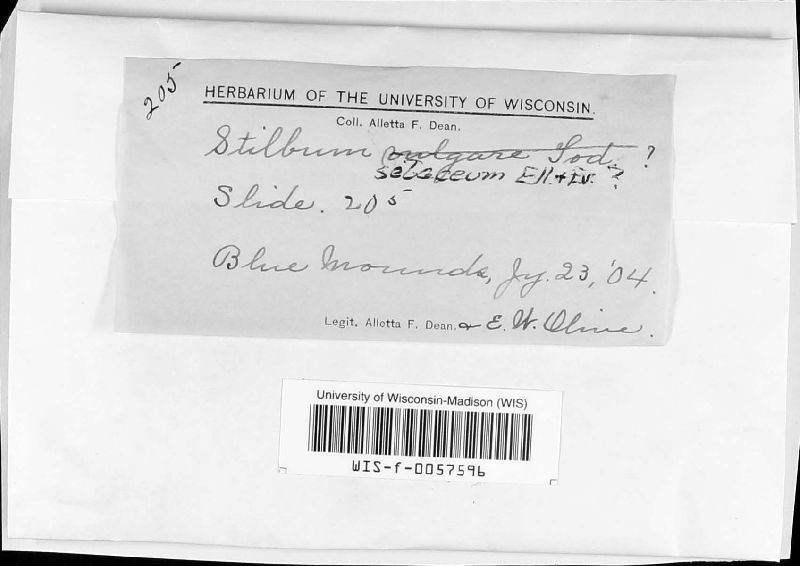 205
HERBARIUM OF THE UNIVERSITY OF WISCONSIN.
Coll. Alletta F. Dean.
Stilbum vulgare Tod. ?
sebaceum Ell + Ev. ?
Slide. 205
Blue Mounds, Jy. 23, '04.
Legit. Alletta F. Dean. & E. W. Olive.
University of Wisconsin-Madison (WIS)
WIS-f-0057596